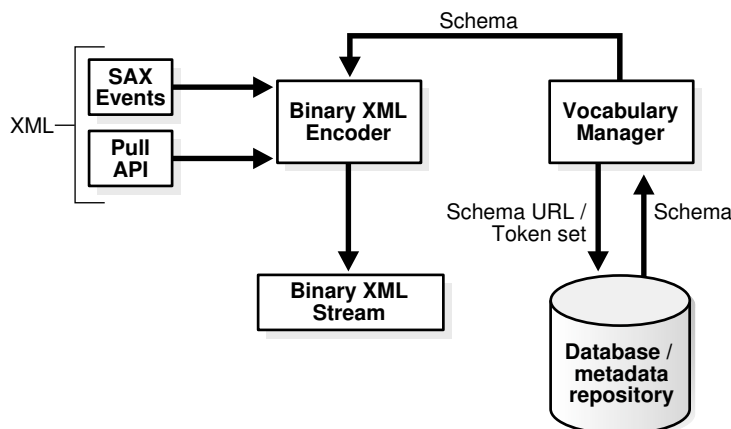 Schema
SAX
Events
XML
Pull
API
Binary XML
Encoder
Vocabulary
Manager
Schema URL /
Token set
Schema
Binary XML
Stream
Database /
metadata
repository